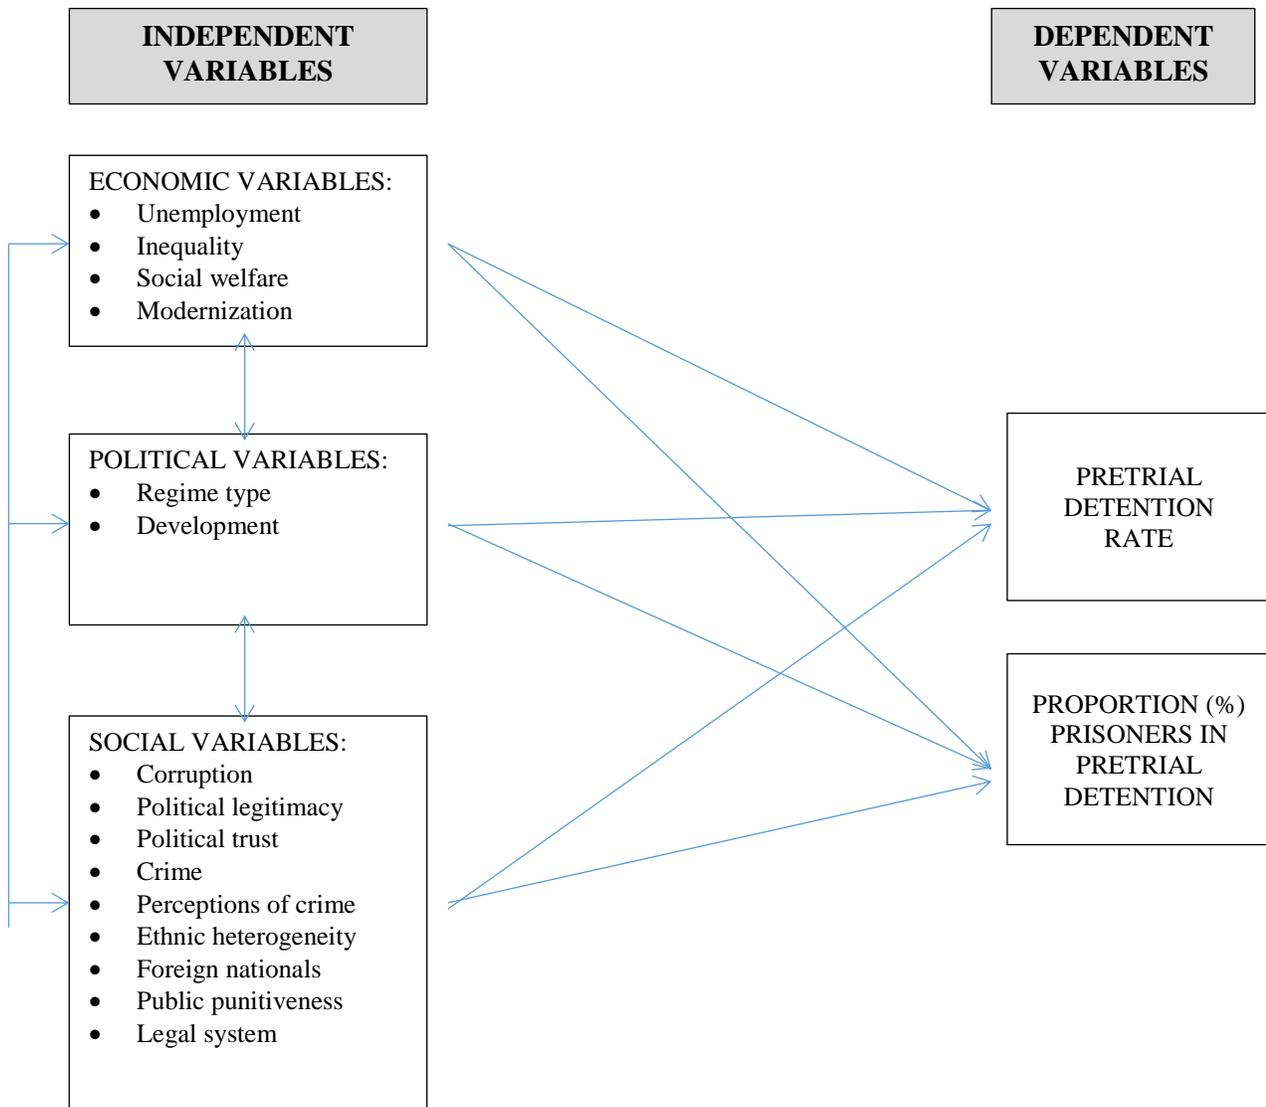 INDEPENDENT
VARIABLES
DEPENDENT
VARIABLES
ECONOMIC VARIABLES:
• Unemployment
• Inequality
• Social welfare
• Modernization
POLITICAL VARIABLES:
• Regime type
• Development
SOCIAL VARIABLES:
• Corruption
• Political legitimacy
• Political trust
• Crime
• Perceptions of crime
• Ethnic heterogeneity
• Foreign nationals
• Public punitiveness
• Legal system
PRETRIAL
DETENTION
RATE
PROPORTION (%)
PRISONERS IN
PRETRIAL
DETENTION